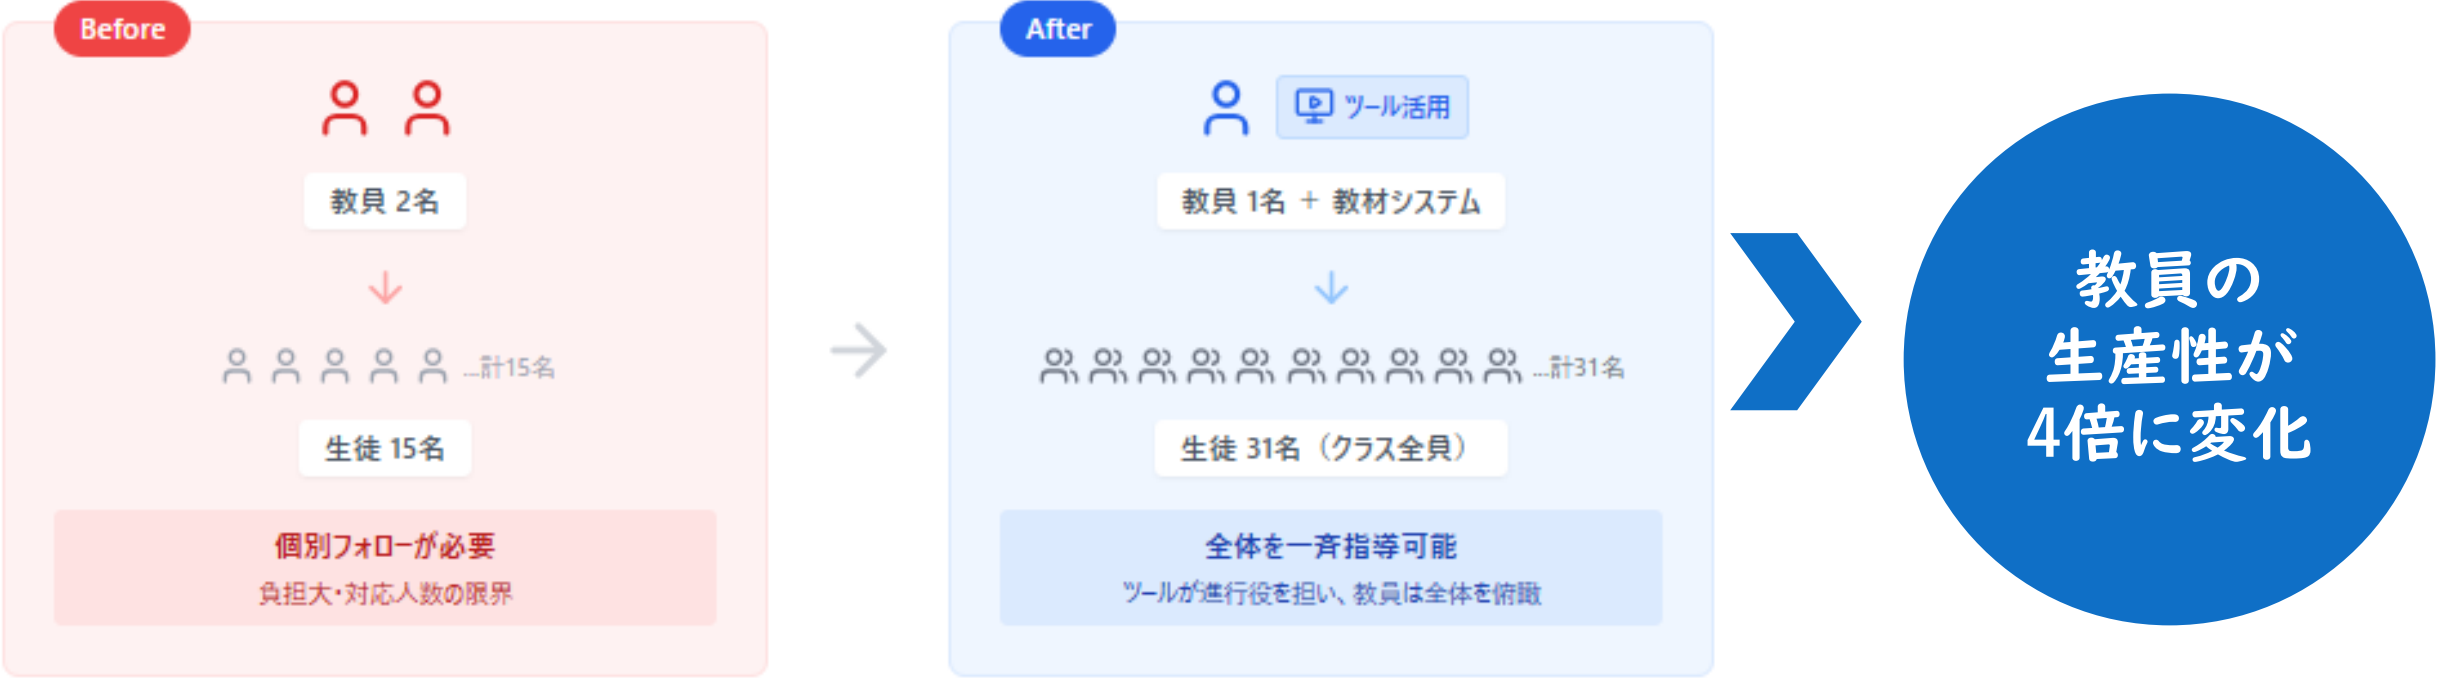 Before
教員 2名
...計15名
生徒 15名
個別フォローが必要
負担大・対応人数の限界
After
ツール活用
教員 1名 + 教材システム
...計31名
生徒 31名（クラス全員）
全体を一斉指導可能
ツールが進行役を担い、教員は全体を俯瞰
教員の
生産性が
4倍に変化